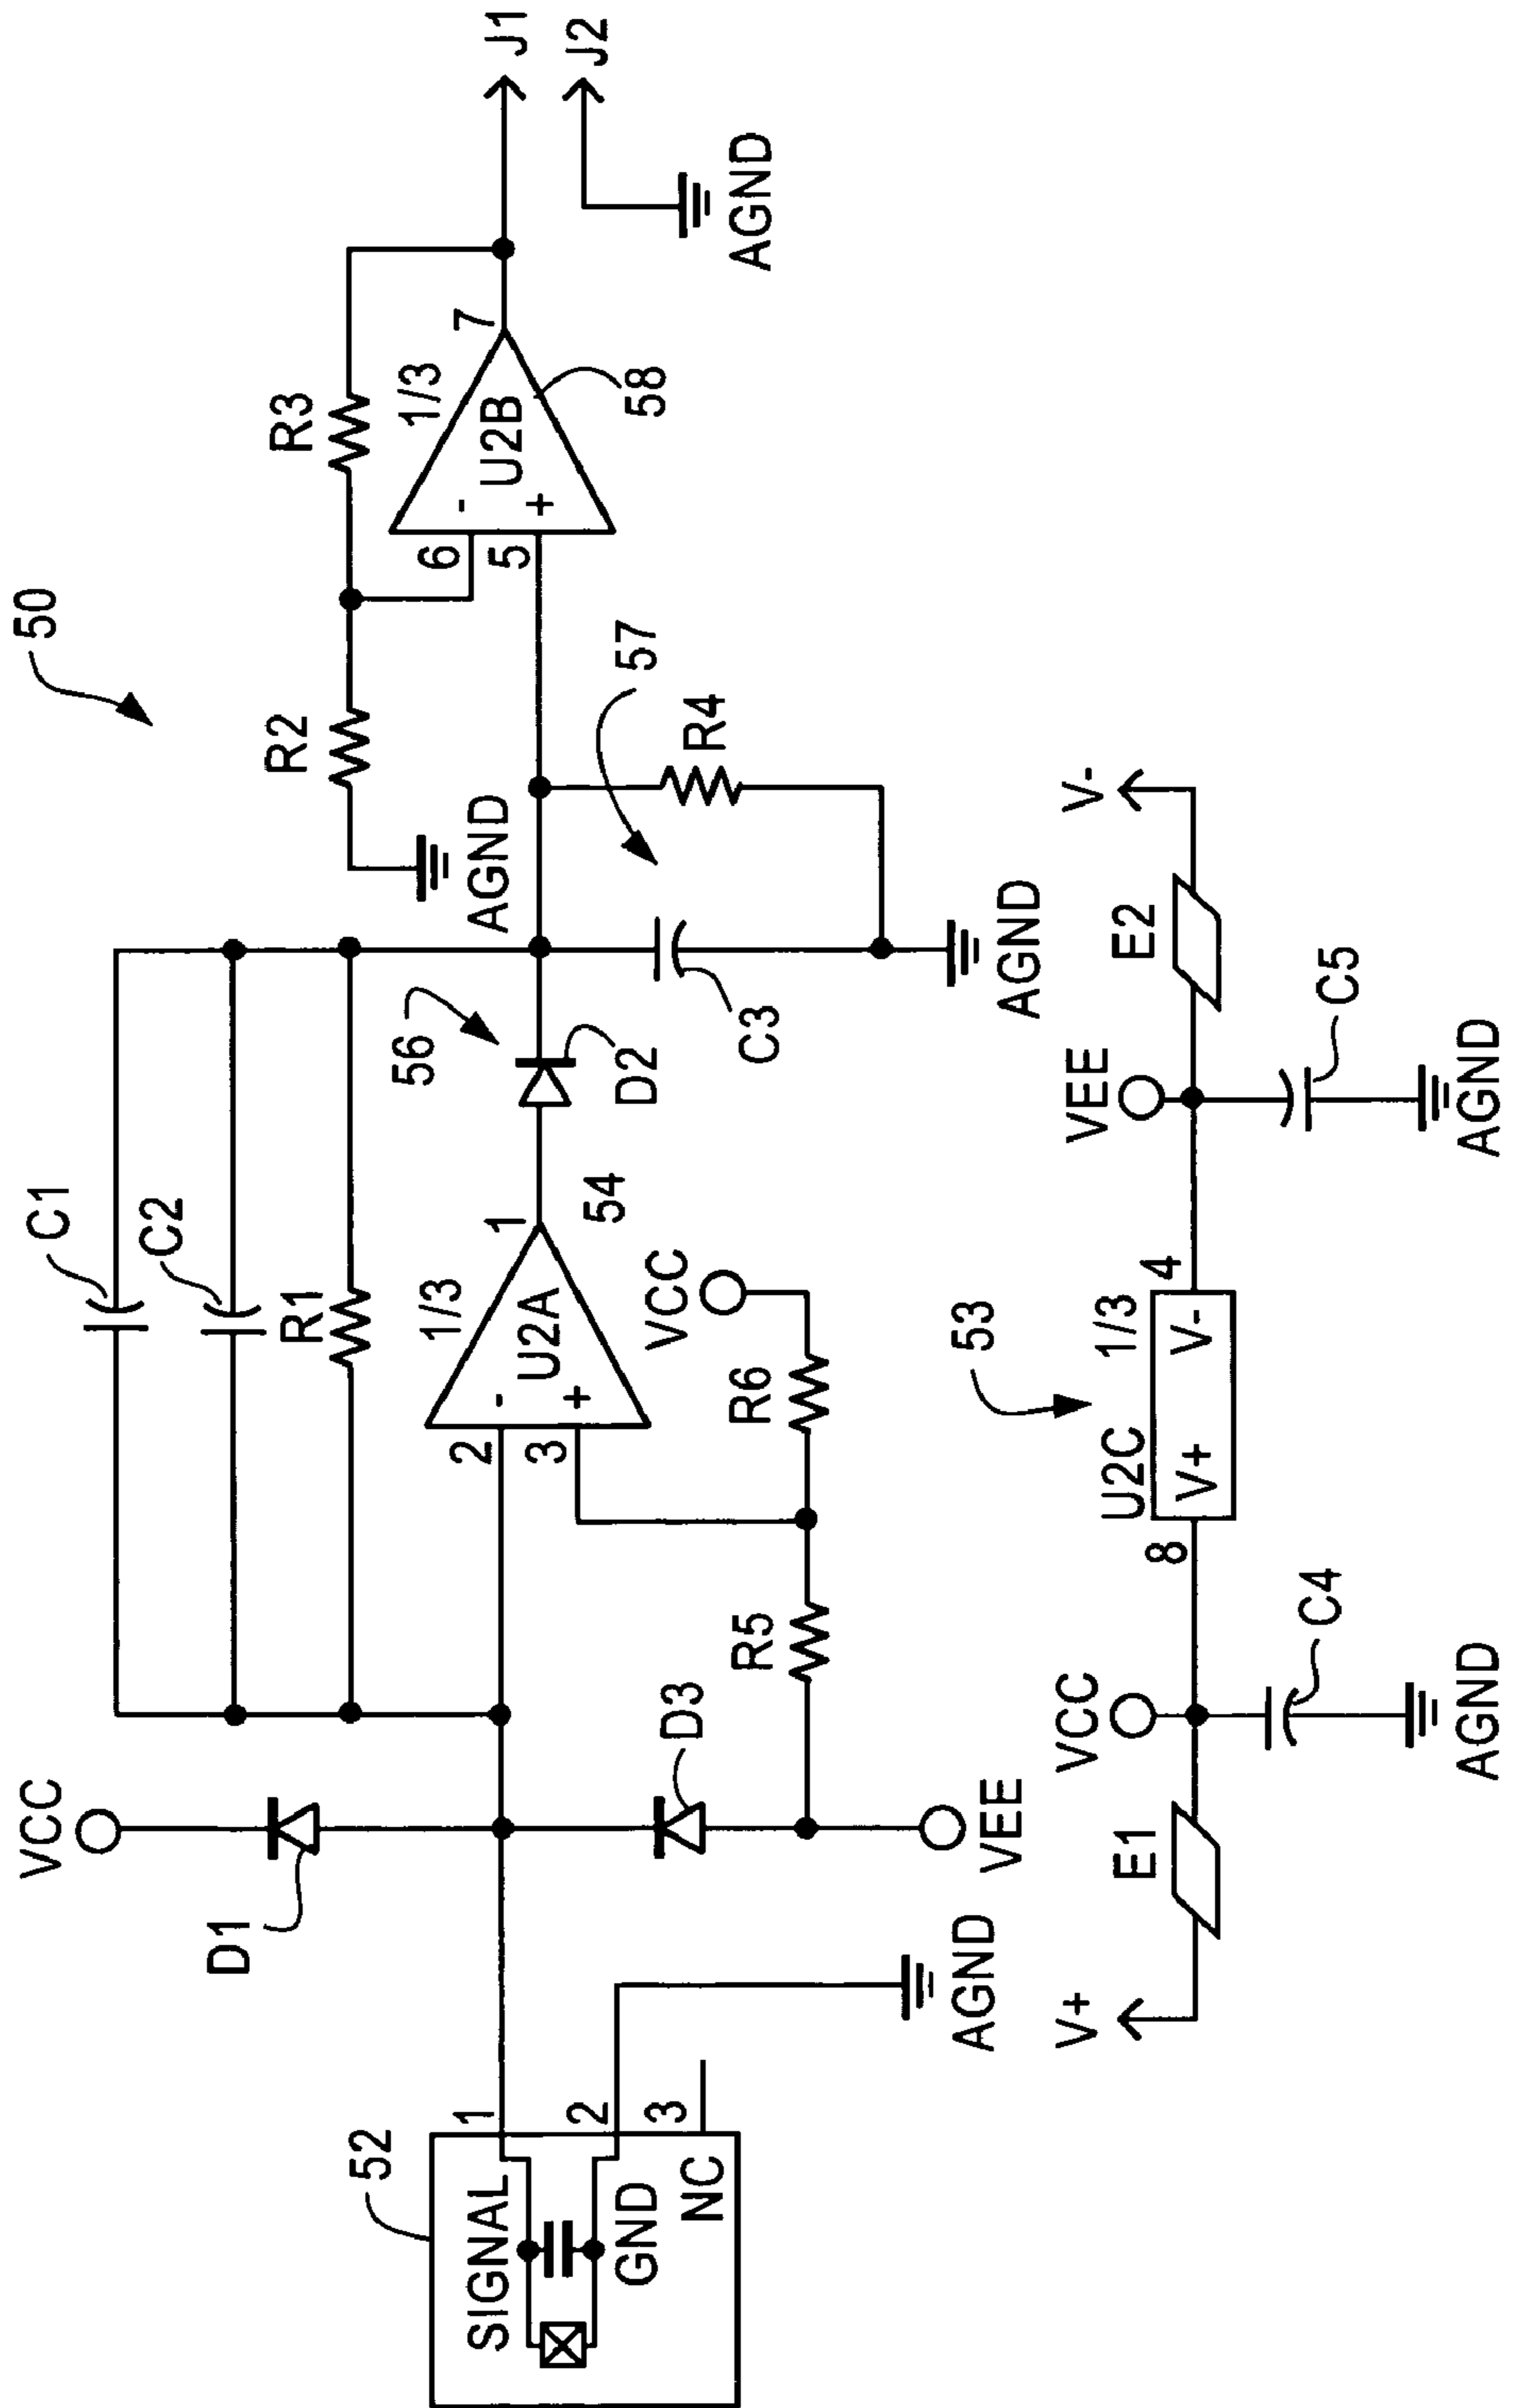 50
C1
C2
R1
R2
R3
VCC
D1
52
SIGNAL
1
GND
2
NC
3
AGND
D3
VEE
2
3
-
+
U2A
1/3
1
54
R5
R6
VCC
56
D2
AGND
C3
AGND
57
R4
6
5
-
+
U2B
1/3
7
58
J1
J2
AGND
V+
E1
VCC
C4
AGND
8
U2C
V+
V-
1/3
53
4
VEE
C5
AGND
E2
V-